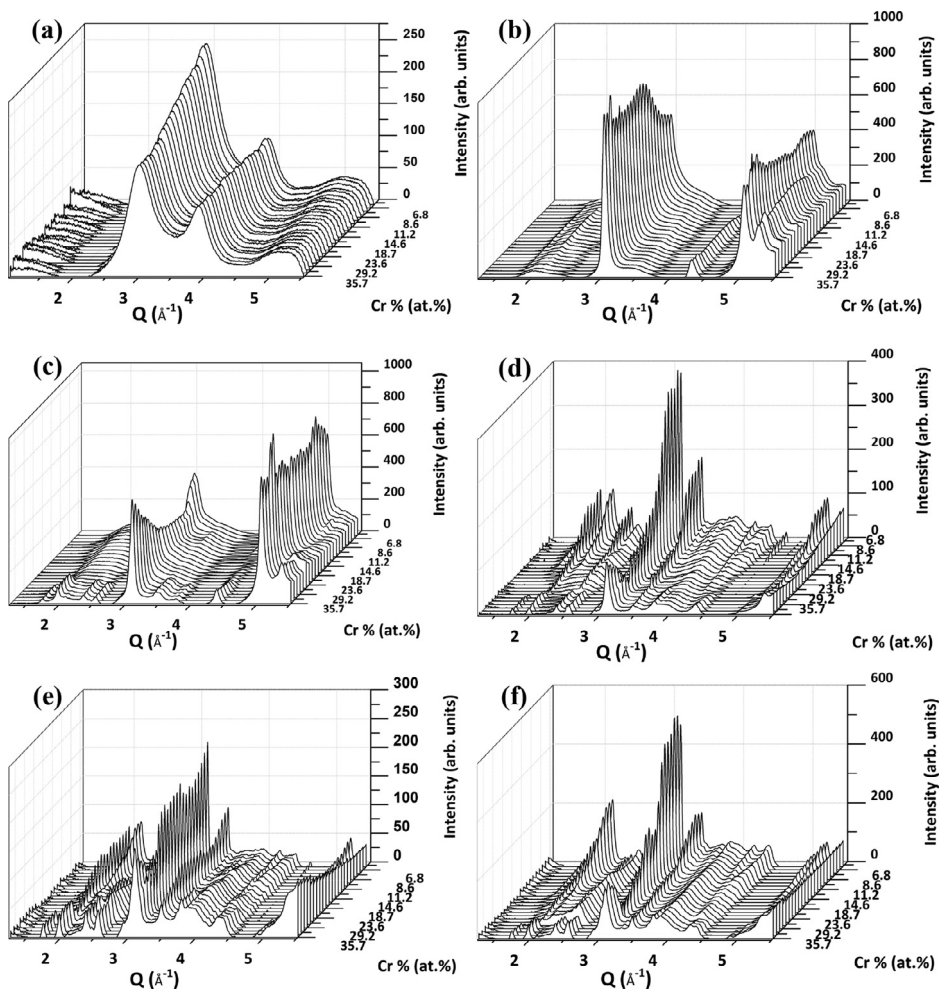 (a)
250
200
150
100
50
0
Intensity (arb. units)
6.8
8.6
11.2
14.6
18.7
23.6
29.2
35.7
Cr % (at.%)
2 3 4 5
Q (Å⁻¹)
(b)
1000
800
600
400
200
0
Intensity (arb. units)
6.8
8.6
11.2
14.6
18.7
23.6
29.2
35.7
Cr % (at.%)
2 3 4 5
Q (Å⁻¹)
(c)
1000
800
600
400
200
0
Intensity (arb. units)
6.8
8.6
11.2
14.6
18.7
23.6
29.2
35.7
Cr % (at.%)
2 3 4 5
Q (Å⁻¹)
(d)
400
300
200
100
0
Intensity (arb. units)
6.8
8.6
11.2
14.6
18.7
23.6
29.2
35.7
Cr % (at.%)
2 3 4 5
Q (Å⁻¹)
(e)
300
250
200
150
100
50
0
Intensity (arb. units)
6.8
8.6
11.2
14.6
18.7
23.6
29.2
35.7
Cr % (at.%)
2 3 4 5
Q (Å⁻¹)
(f)
600
400
200
0
Intensity (arb. units)
6.8
8.6
11.2
14.6
18.7
23.6
29.2
35.7
Cr % (at.%)
2 3 4 5
Q (Å⁻¹)